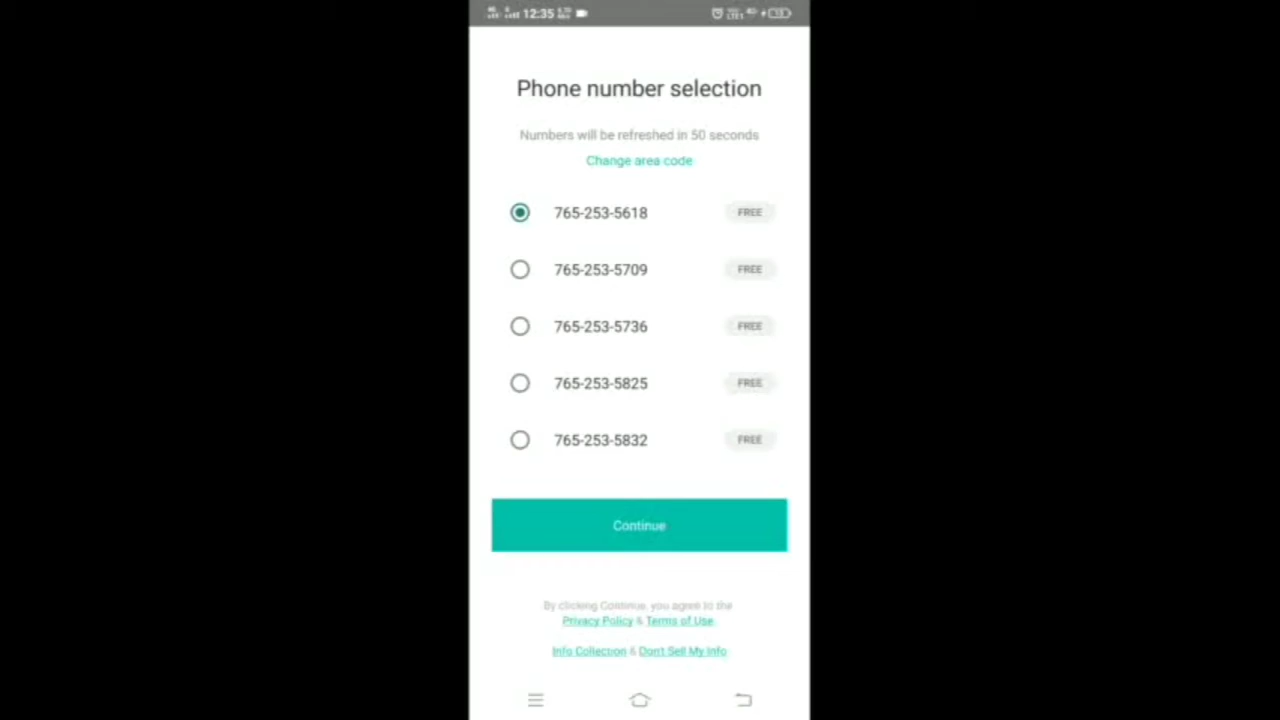 12:35
Phone number selection
Numbers will be refreshed in 50 seconds
Change area code
765-253-5618 FREE
765-253-5709 FREE
765-253-5736 FREE
765-253-5825 FREE
765-253-5832 FREE
Continue
By clicking Continue, you agree to the
Privacy Policy & Terms of Use
Info Collection & Don't Sell My Info